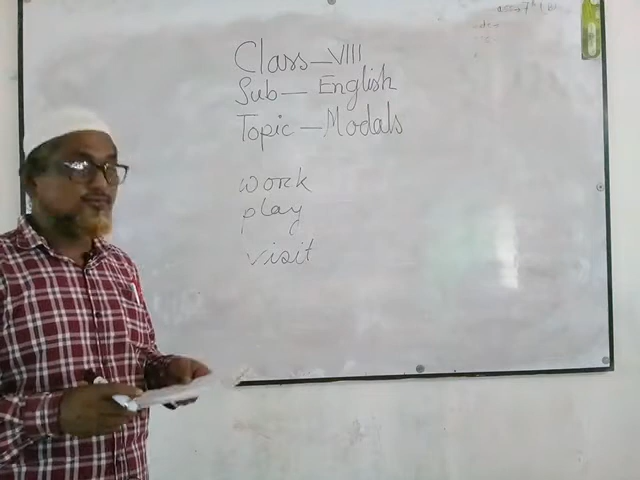 Class-VIII
Sub- English
Topic-Modals
work
play
visit